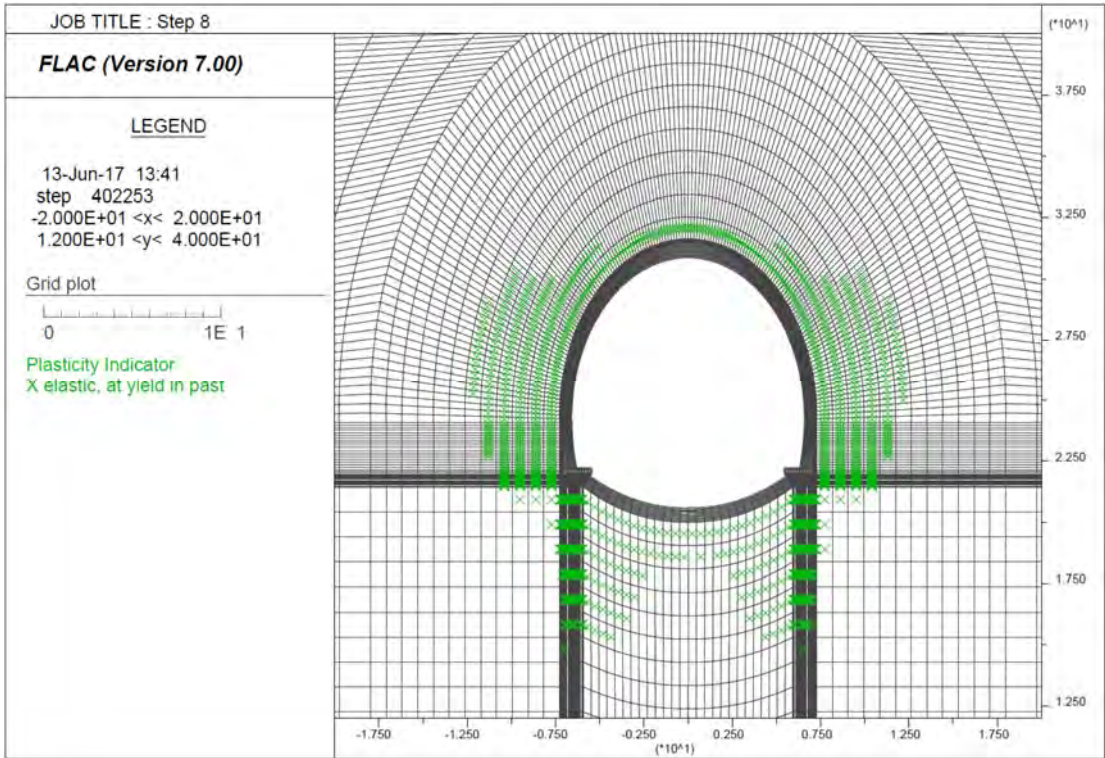 JOB TITLE : Step 8
FLAC (Version 7.00)
LEGEND
13-Jun-17 13:41
step 402253
-2.000E+01 <x< 2.000E+01
1.200E+01 <y< 4.000E+01
Grid plot
0 1E 1
Plasticity Indicator
X elastic, at yield in past
(*10^1)
3.750
3.250
2.750
2.250
1.750
1.250
-1.750 -1.250 -0.750 -0.250 0.250 0.750 1.250 1.750
(*10^1)